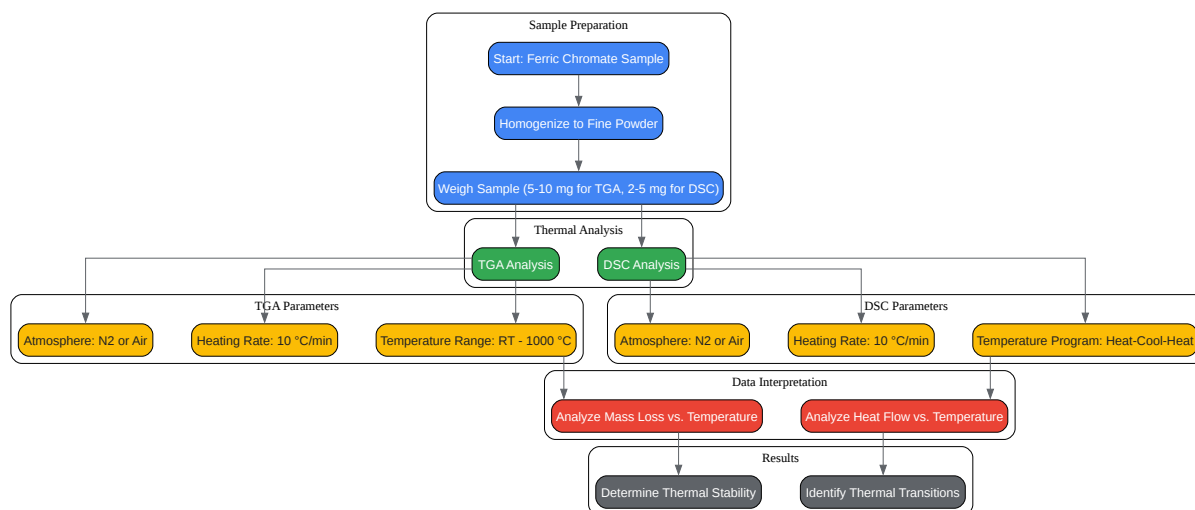 Sample Preparation
Start: Ferric Chromate Sample
Homogenize to Fine Powder
Weigh Sample (5-10 mg for TGA, 2-5 mg for DSC)
Thermal Analysis
TGA Analysis
DSC Analysis
TGA Parameters
Atmosphere: N2 or Air
Heating Rate: 10 °C/min
Temperature Range: RT - 1000 °C
DSC Parameters
Atmosphere: N2 or Air
Heating Rate: 10 °C/min
Temperature Program: Heat-Cool-Heat
Data Interpretation
Analyze Mass Loss vs. Temperature
Analyze Heat Flow vs. Temperature
Results
Determine Thermal Stability
Identify Thermal Transitions